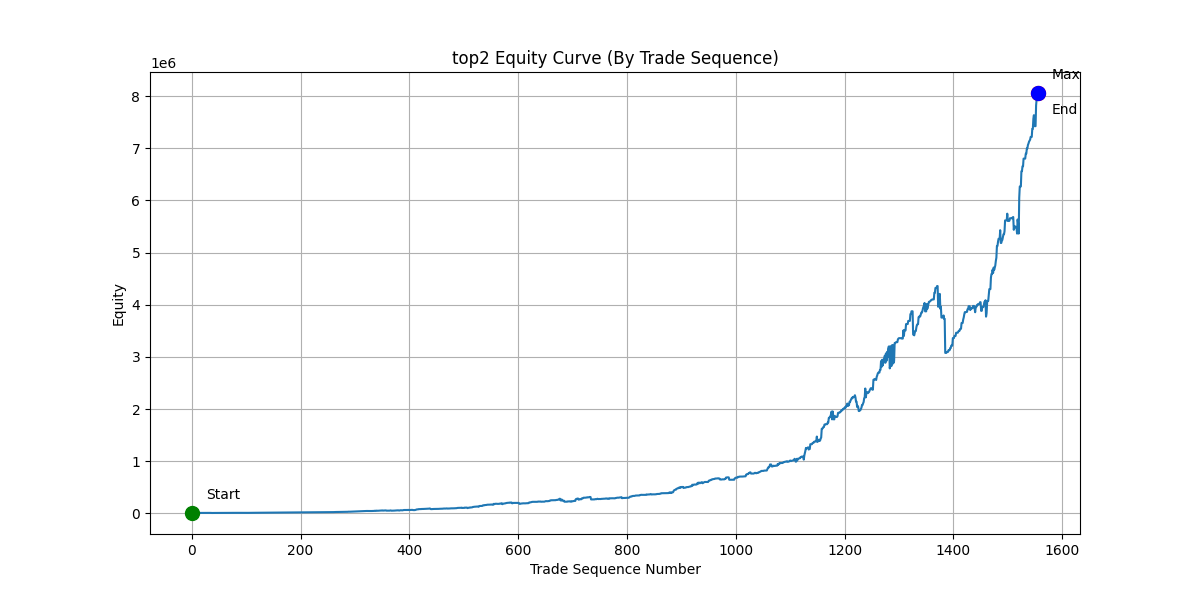 top2 Equity Curve (By Trade Sequence)
1e6
Max
8
End
7
6
5
4
3
2
1
Start
0
Equity
0 200 400 600 800 1000 1200 1400 1600
Trade Sequence Number